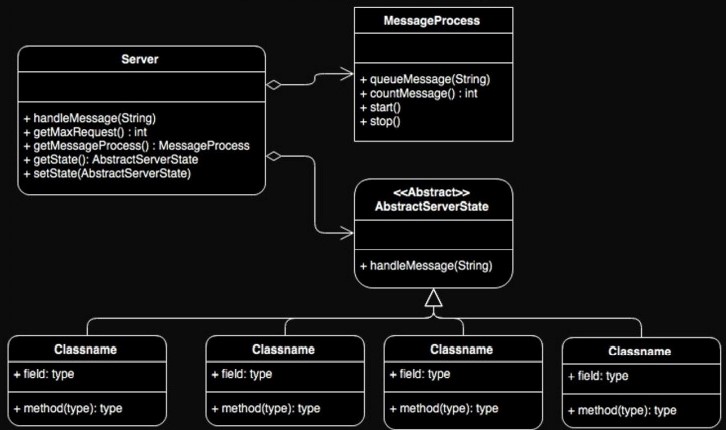 MessageProcess
+ queueMessage(String)
+ countMessage() : int
+ start()
+ stop()
Server
+ handleMessage(String)
+ getMaxRequest() : int
+ getMessageProcess() : MessageProcess
+ getState(): AbstractServerState
+ setState(AbstractServerState)
<<Abstract>>
AbstractServerState
+ handleMessage(String)
Classname
+ field: type
+ method(type): type
Classname
+ field: type
+ method(type): type
Classname
+ field: type
+ method(type): type
Classname
+ field: type
+ method(type): type